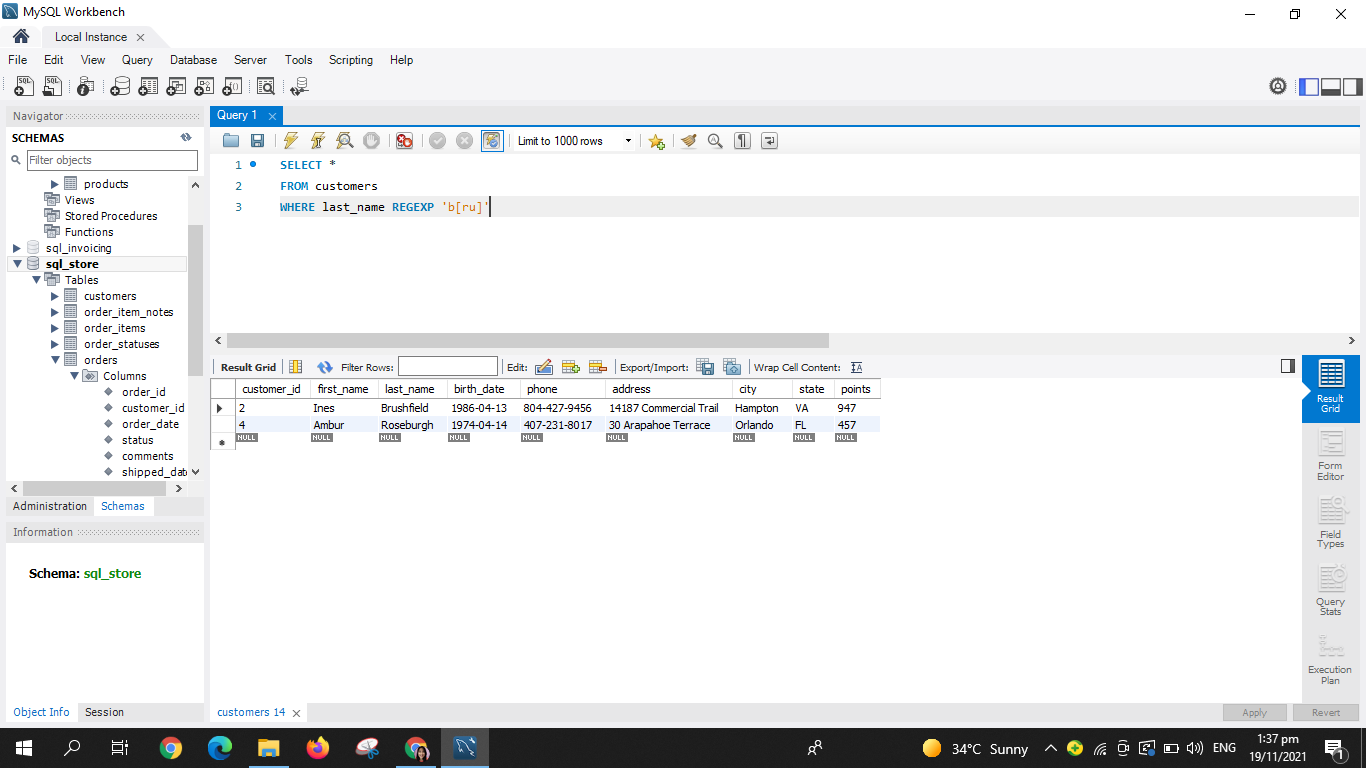 MySQL Workbench
Local Instance
File Edit View Query Database Server Tools Scripting Help
Navigator
SCHEMAS
Filter objects
products
Views
Stored Procedures
Functions
sql_invoicing
sql_store
Tables
customers
order_item_notes
order_items
order_statuses
orders
Columns
order_id
customer_id
order_date
status
comments
shipped_dat
Administration Schemas
Information
Schema: sql_store
Object Info Session
Query 1
Limit to 1000 rows
1 SELECT *
2 FROM customers
3 WHERE last_name REGEXP 'b[ru]'
Result Grid Filter Rows: Edit: Export/Import: Wrap Cell Content:
customer_id first_name last_name birth_date phone address city state points
2 Ines Brushfield 1986-04-13 804-427-9456 14187 Commercial Trail Hampton VA 947
4 Ambur Roseburgh 1974-04-14 407-231-8017 30 Arapahoe Terrace Orlando FL 457
NULL NULL NULL NULL NULL NULL NULL NULL NULL
Result
Grid
Form
Editor
Field
Types
Query
Stats
Execution
Plan
customers 14
Apply Revert
34°C Sunny
ENG
1:37 pm
19/11/2021
1